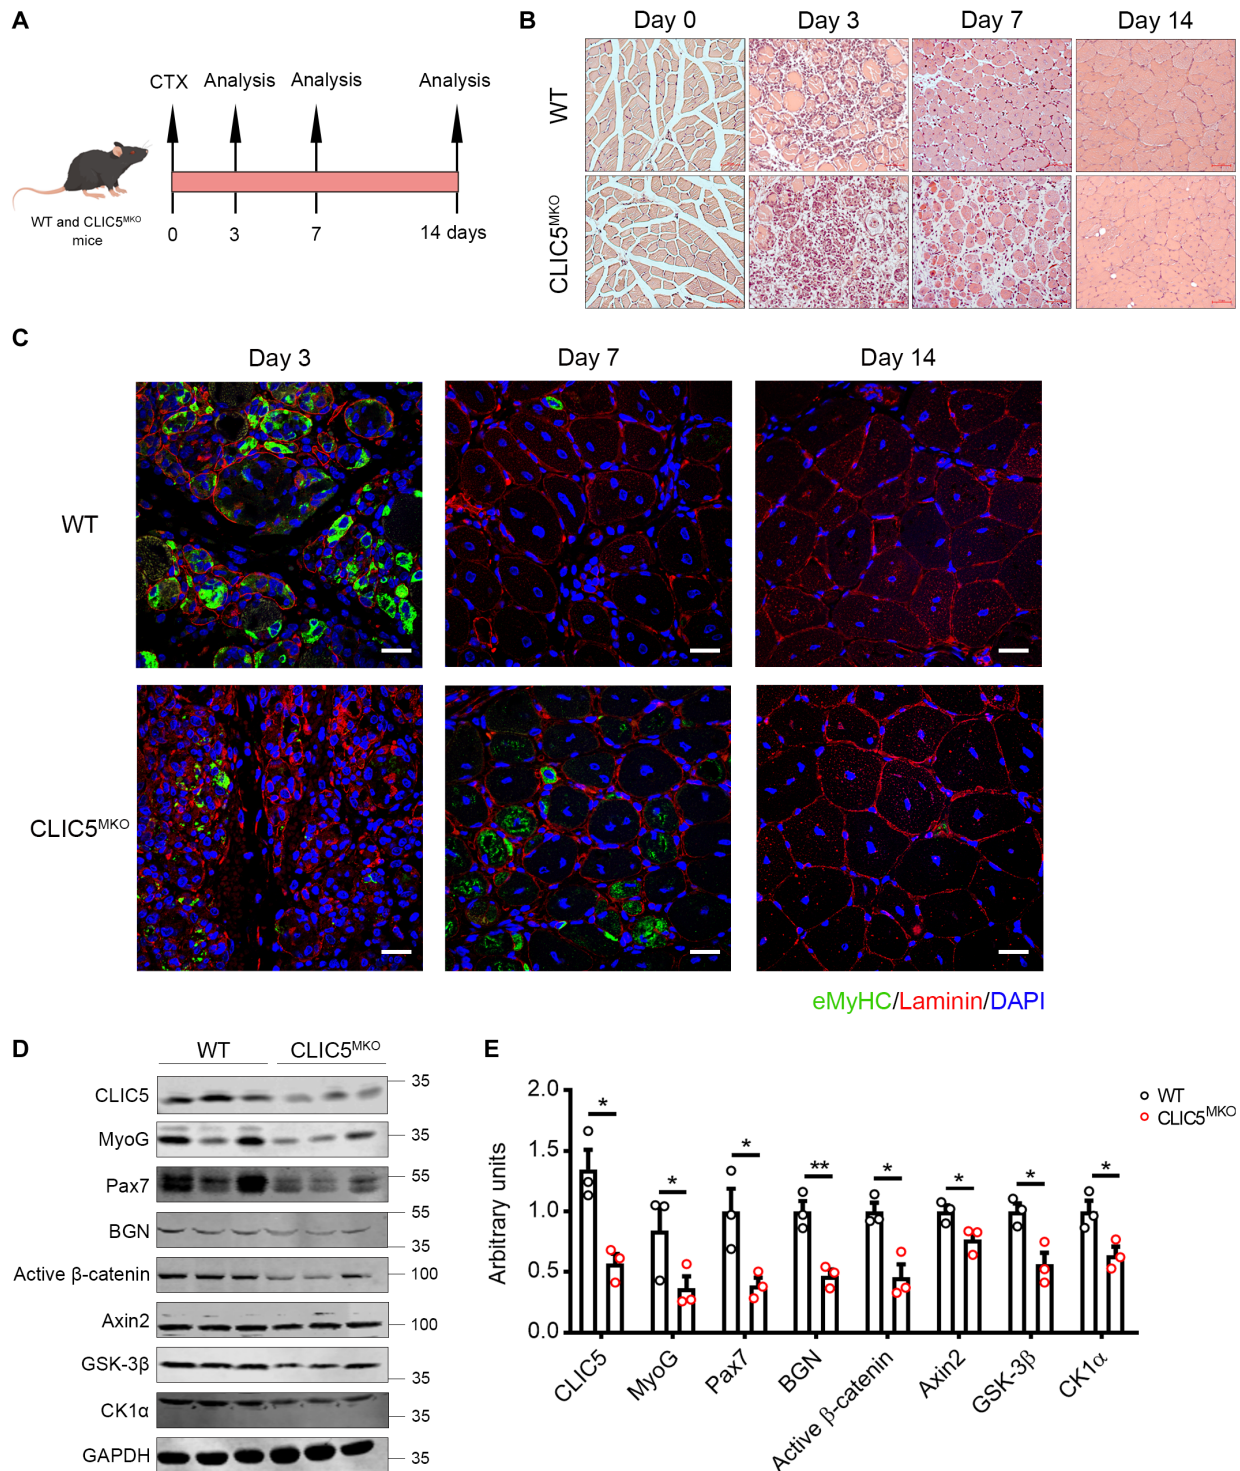 A
CTX Analysis Analysis Analysis
WT and CLIC5MKO
mice
0 3 7 14 days
B
Day 0 Day 3 Day 7 Day 14
WT
CLIC5MKO
C
Day 3 Day 7 Day 14
WT
CLIC5MKO
eMyHC/Laminin/DAPI
D
WT CLIC5MKO
CLIC5 35
MyoG 35
Pax7 55
BGN 55
35
Active β-catenin 100
Axin2 100
GSK-3β 35
CK1α 35
GAPDH 35
E
WT
CLIC5MKO
Arbitrary units
2.0
1.5
1.0
0.5
0.0
* * * ** * * * *
CLIC5 MyoG Pax7 BGN Active β-catenin Axin2 GSK-3β CK1α